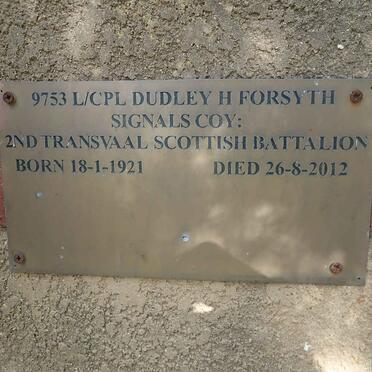 9753 L/CPL DUDLEY H FORSYTH
SIGNALS COY:
2ND TRANSVAAL SCOTTISH BATTALION
BORN 18-1-1921 DIED 26-8-2012